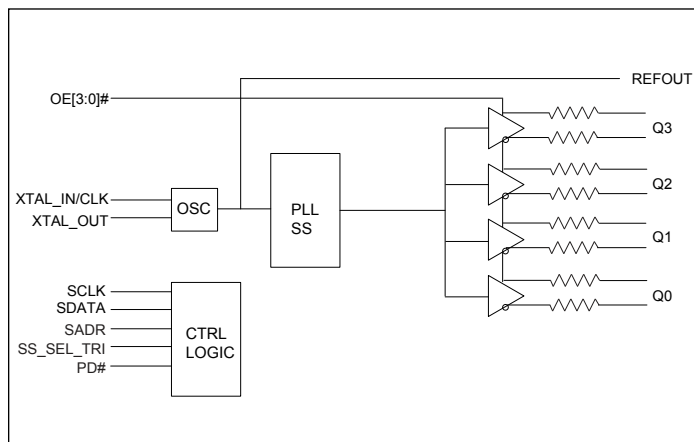 REFOUT
OE[3:0]#
Q3
XTAL_IN/CLK
XTAL_OUT
OSC
PLL
SS
Q2
Q1
Q0
SCLK
SDATA
SADR
SS_SEL_TRI
PD#
CTRL
LOGIC